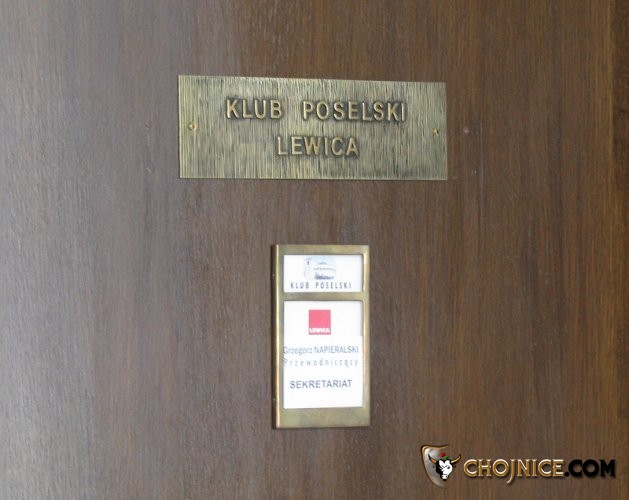 KLUB POSELSKI
LEWICA
KLUB POSELSKI
LEWICA
Grzegorz NAPIERALSKI
Przewodniczący
SEKRETARIAT
CHOJNICE.COM